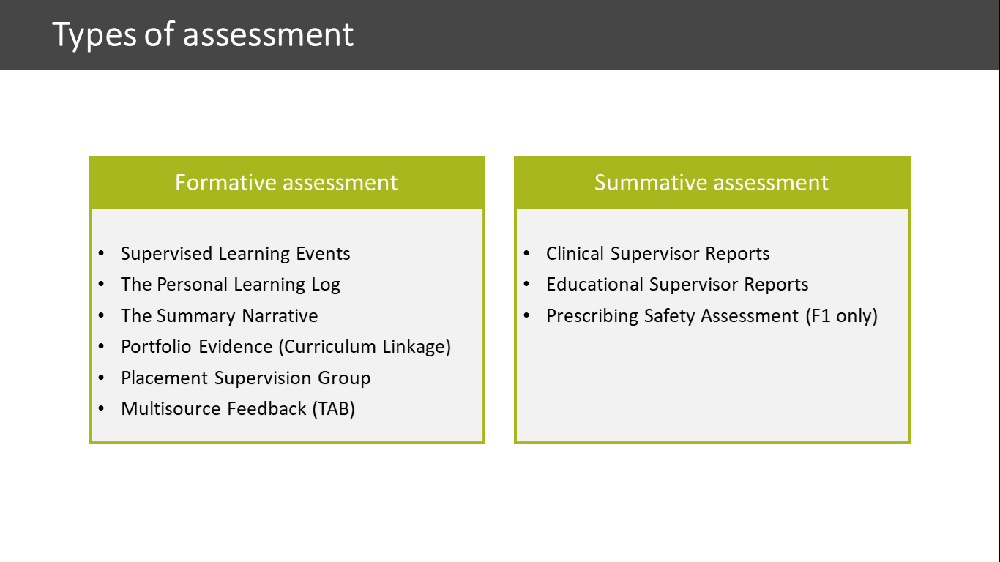 Types of assessment
Formative assessment
• Supervised Learning Events
• The Personal Learning Log
• The Summary Narrative
• Portfolio Evidence (Curriculum Linkage)
• Placement Supervision Group
• Multisource Feedback (TAB)
Summative assessment
• Clinical Supervisor Reports
• Educational Supervisor Reports
• Prescribing Safety Assessment (F1 only)